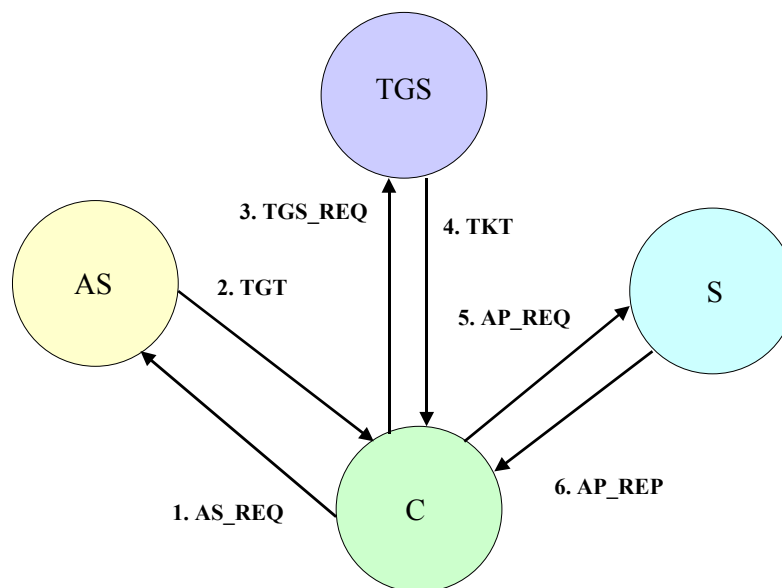 TGS
3. TGS_REQ
4. TKT
AS
2. TGT
S
5. AP_REQ
1. AS_REQ
C
6. AP_REP